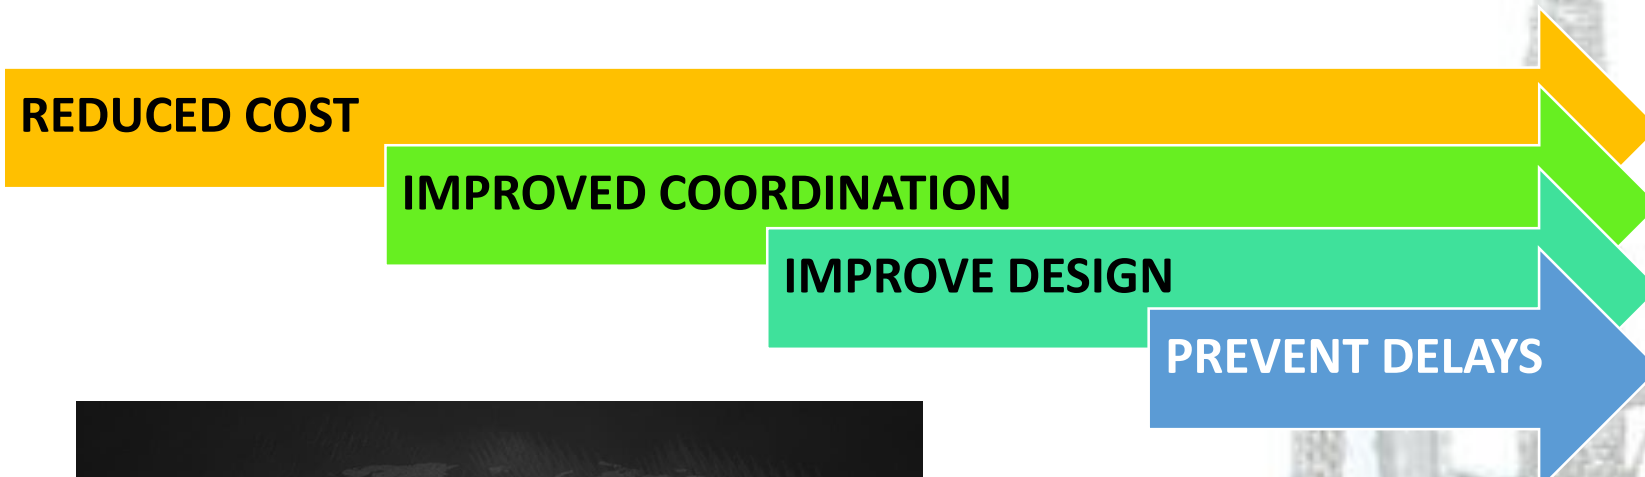 REDUCED COST
IMPROVED COORDINATION
IMPROVE DESIGN
PREVENT DELAYS